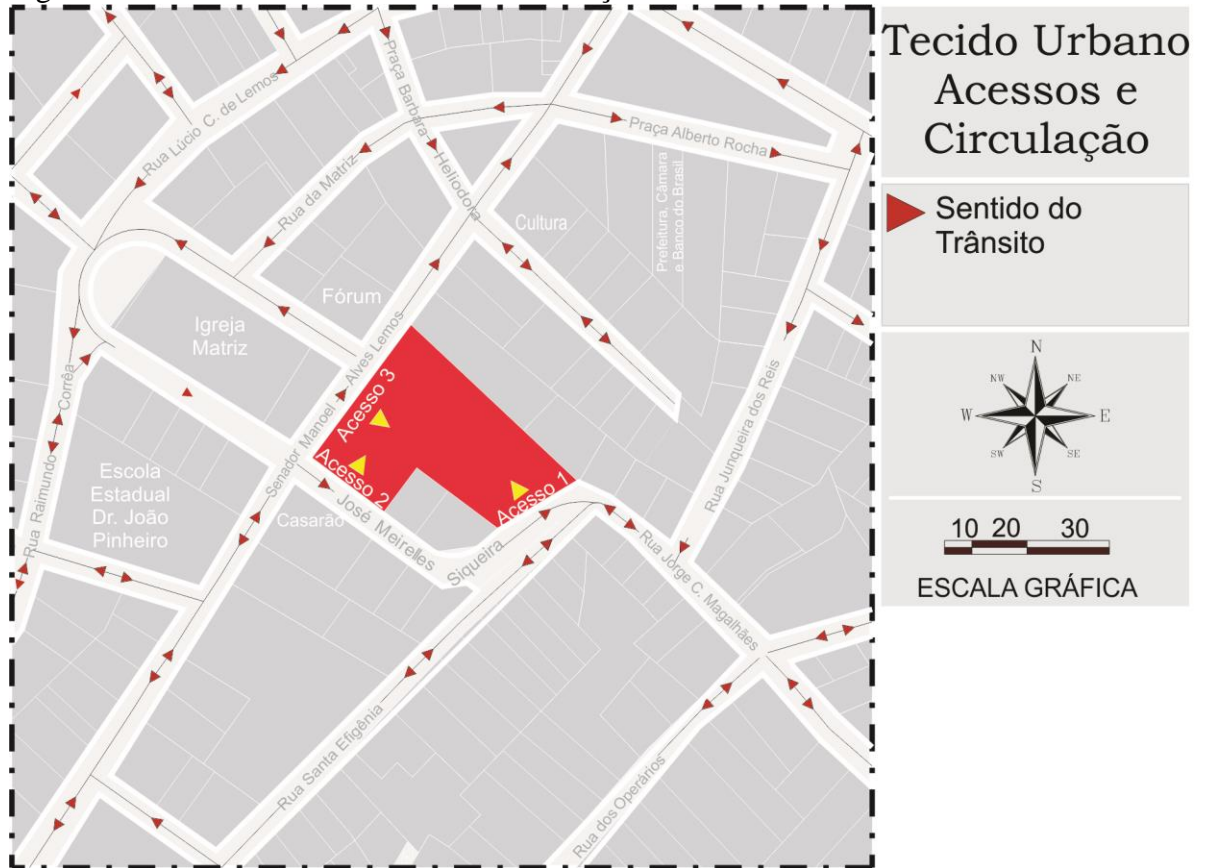 Tecido Urbano
Acessos e
Circulação
Sentido do
Trânsito
N
NW
NE
W
E
SW
SE
S
10 20 30
ESCALA GRÁFICA
Praça Barbara
Heliodora
Rua Lúcio C. de Lemos
Rua da Matriz
Praça Alberto Rocha
Cultura
Prefeitura, Câmara
e Banco do Brasil
Fórum
Igreja
Matriz
Senador Manoel
Alves Lemos
Acesso 3
Acesso 2
Acesso 1
Rua Raimundo
Corrêa
Escola
Estadual
Dr. João
Pinheiro
Casarão
José Meirelles
Siqueira
Rua Junqueira dos Reis
Rua Jorge C. Magalhães
Rua Santa Efigênia
Rua dos Operários